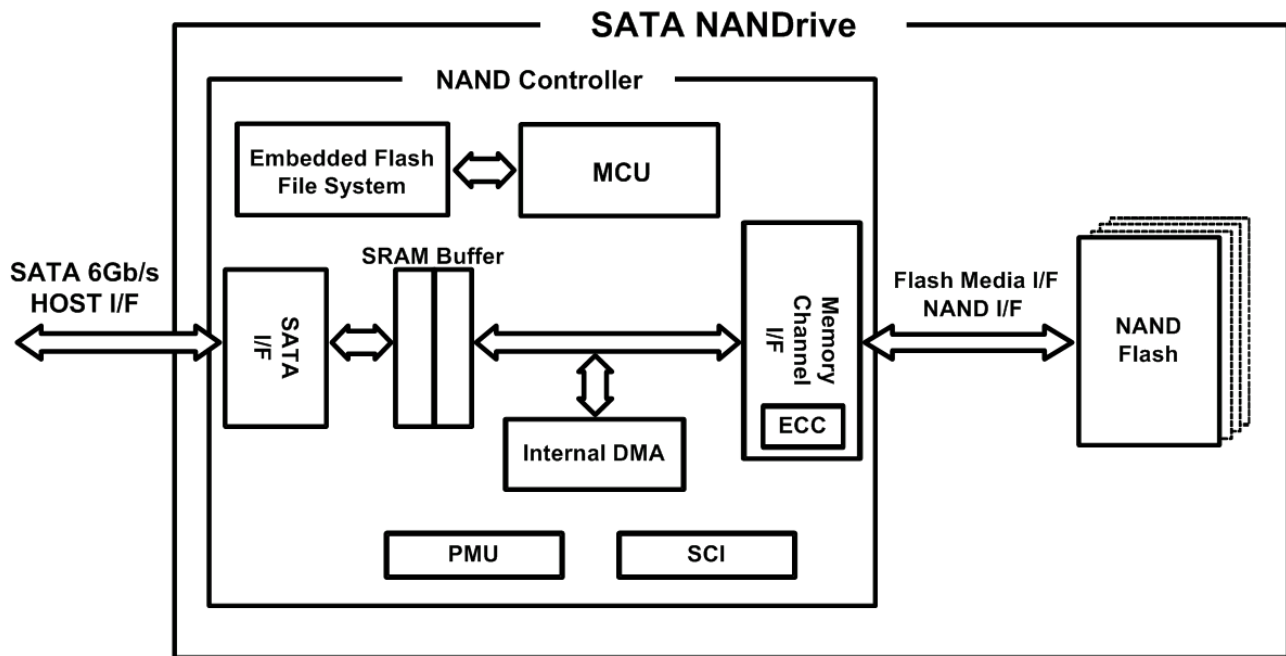 SATA NANDrive
NAND Controller
Embedded Flash
File System
MCU
SRAM Buffer
SATA 6Gb/s
HOST I/F
SATA
I/F
Memory
Channel
I/F
ECC
Flash Media I/F
NAND I/F
NAND
Flash
Internal DMA
PMU
SCI